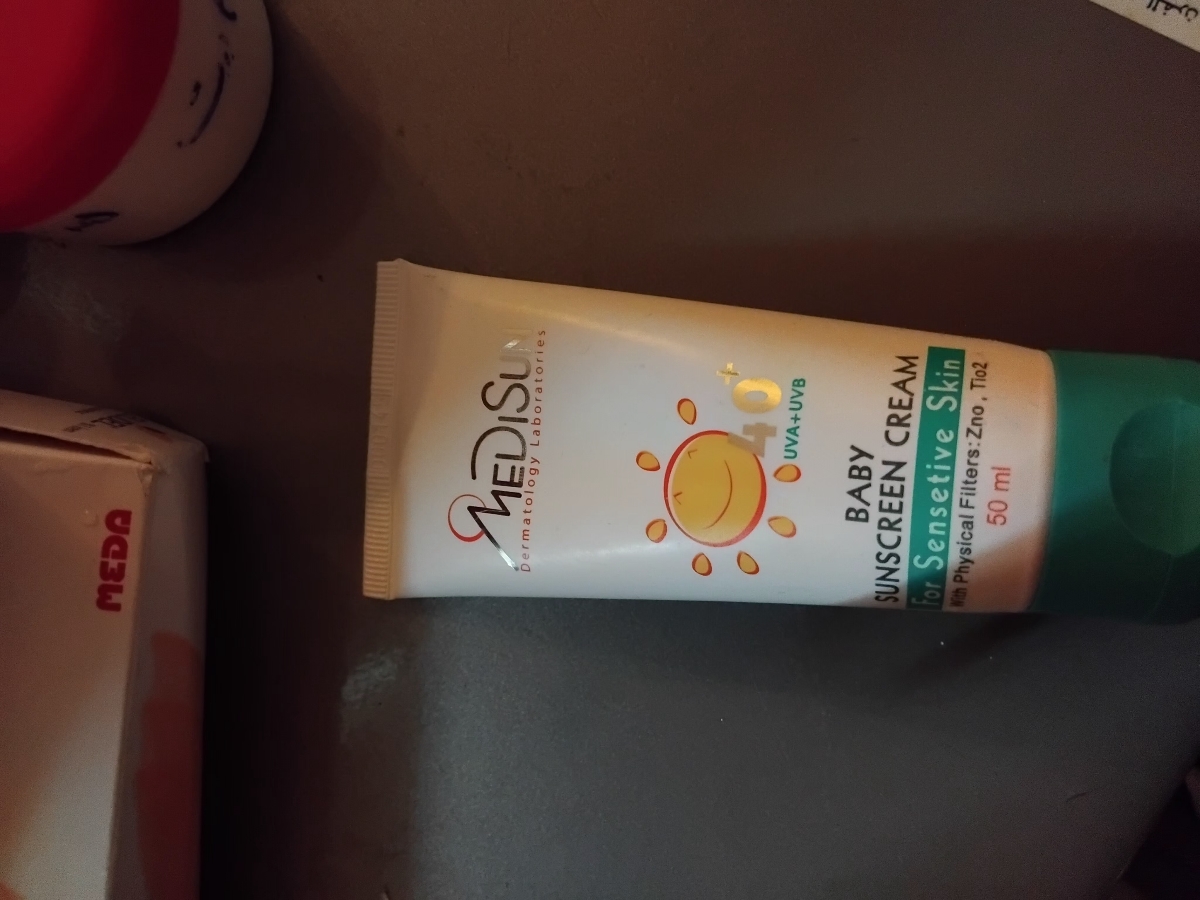 MEDiSUN
Dermatology Laboratories
40+
UVA+UVB
BABY
SUNSCREEN CREAM
For Sensetive Skin
With Physical Filters: Zno , Tio2
50 ml
MEDA
القرن